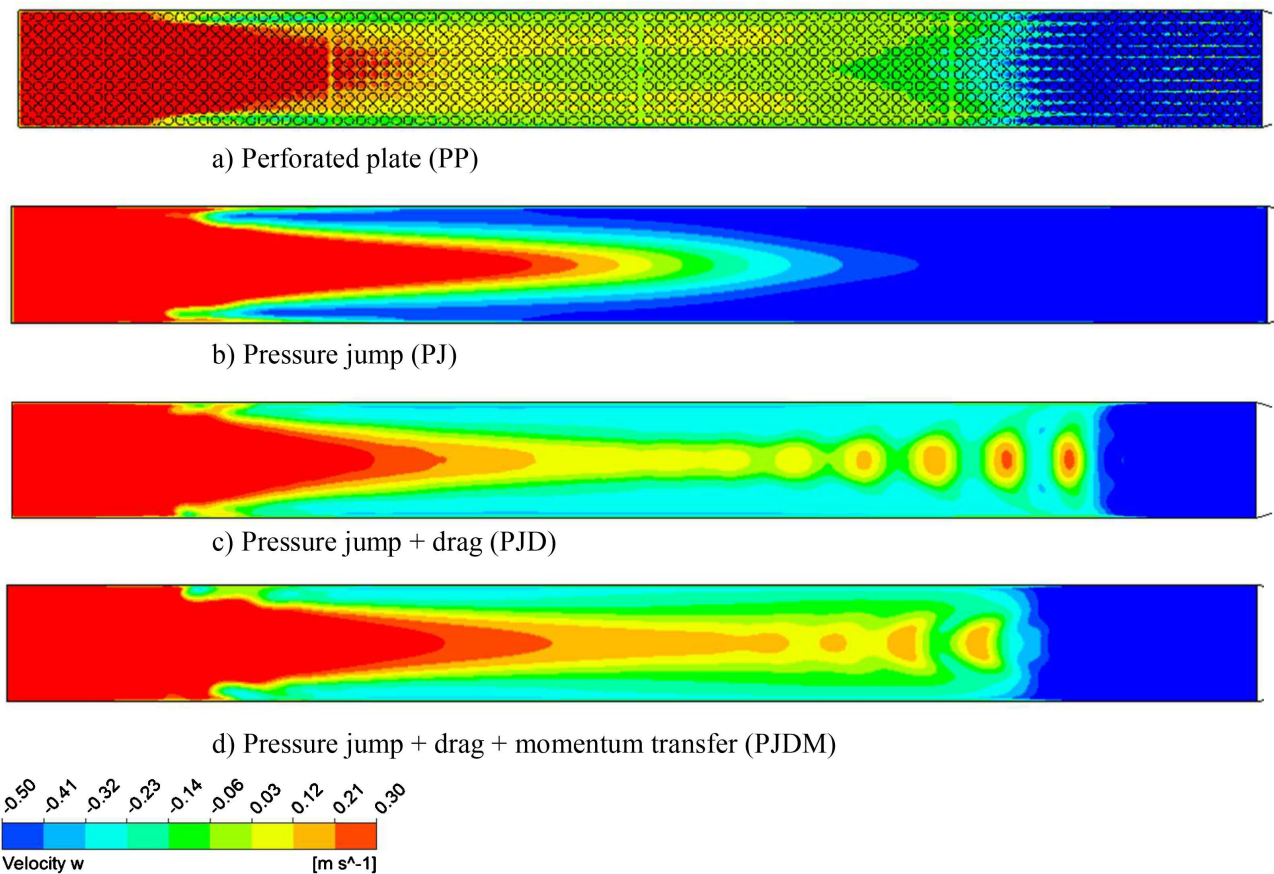 a) Perforated plate (PP)
b) Pressure jump (PJ)
c) Pressure jump + drag (PJD)
d) Pressure jump + drag + momentum transfer (PJDM)
-0.50 -0.41 -0.32 -0.23 -0.14 -0.06 0.03 0.12 0.21 0.30
Velocity w [m s^-1]